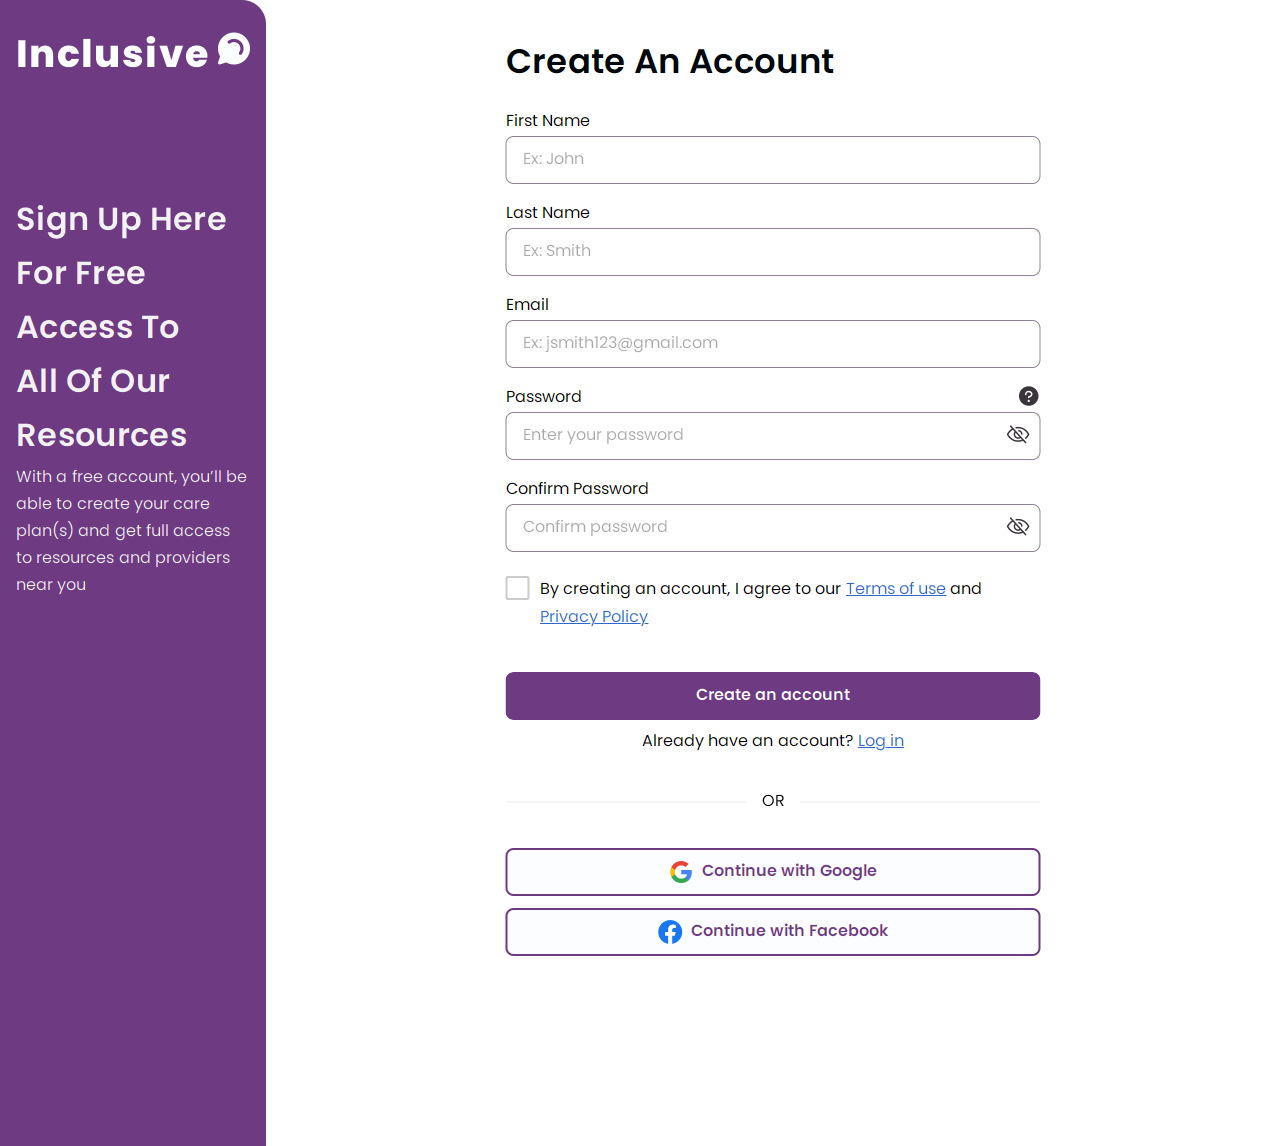 Inclusive
Sign Up Here
For Free
Access To
All Of Our
Resources
With a free account, you’ll be
able to create your care
plan(s) and get full access
to resources and providers
near you
Create An Account
First Name
Ex: John
Last Name
Ex: Smith
Email
Ex: jsmith123@gmail.com
Password
?
Enter your password
Confirm Password
Confirm password
By creating an account, I agree to our Terms of use and
Privacy Policy
Create an account
Already have an account? Log in
OR
Continue with Google
Continue with Facebook